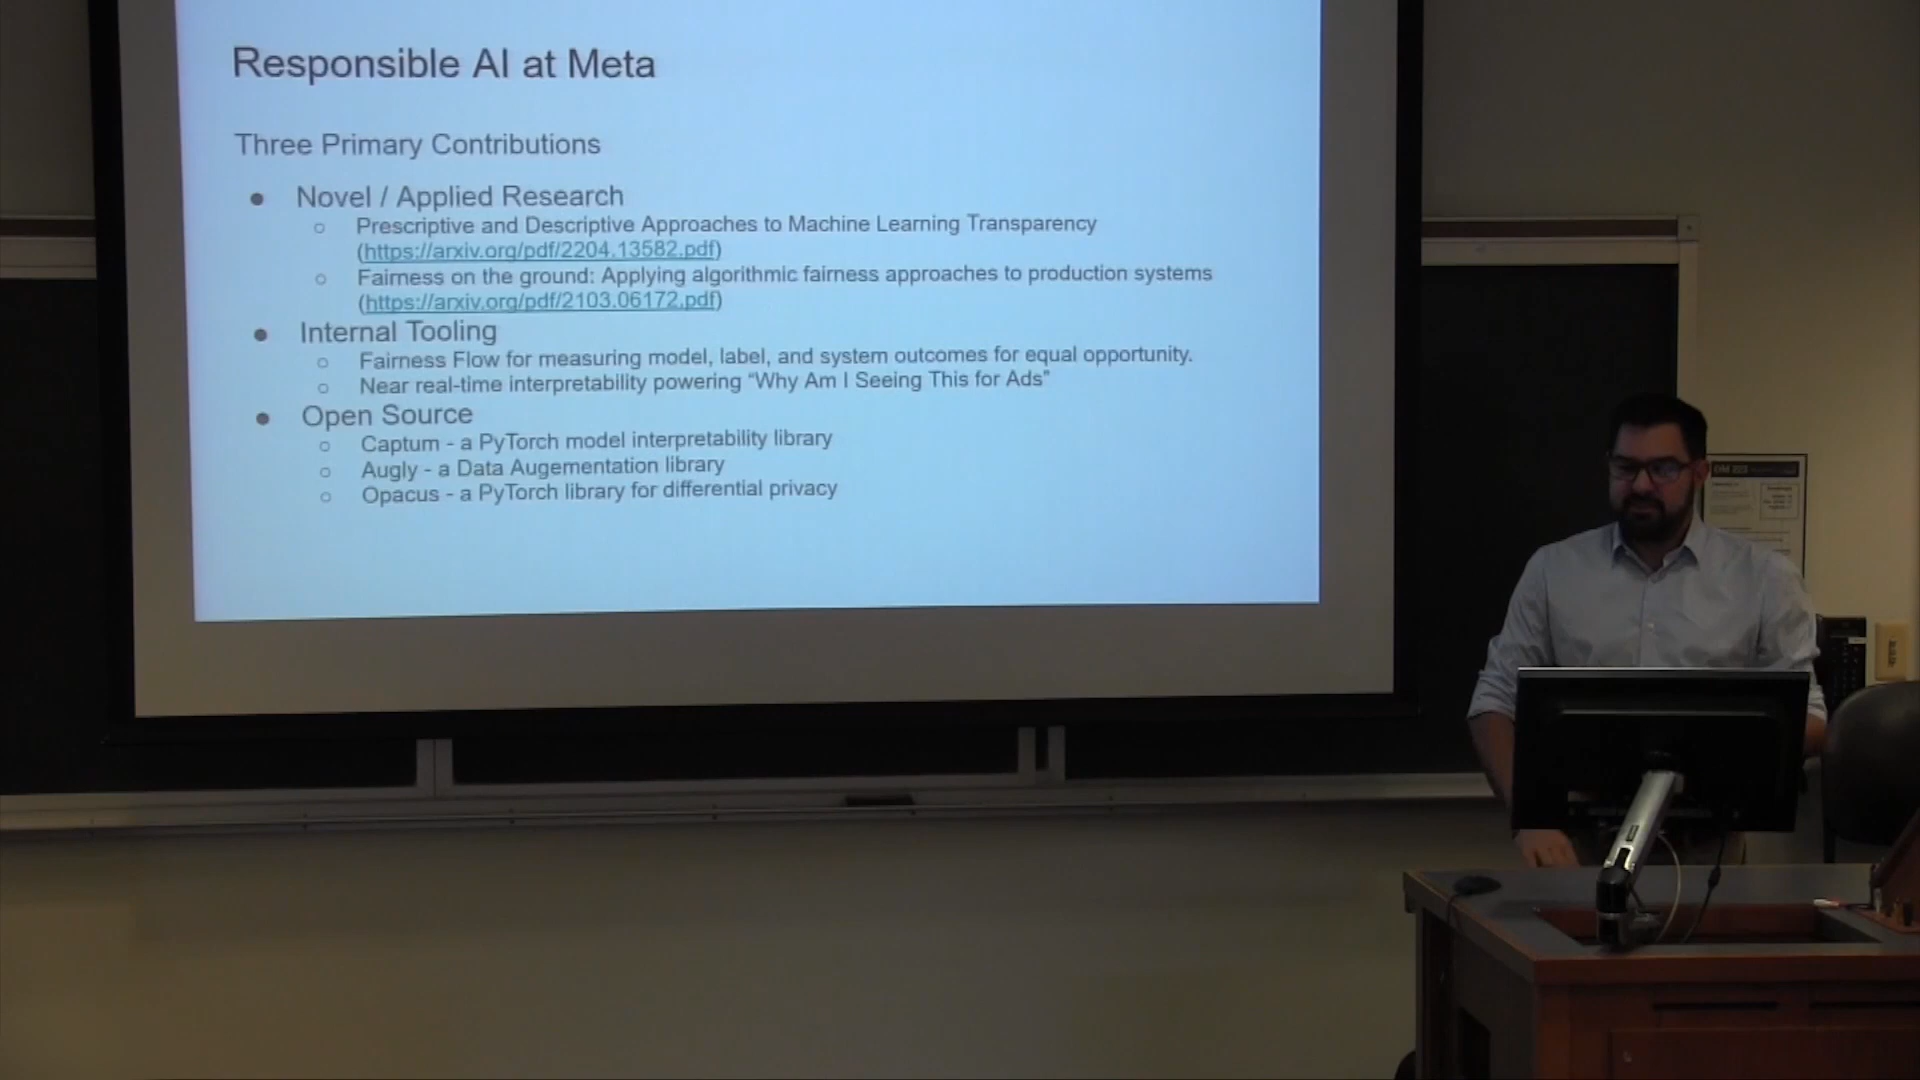 Responsible AI at Meta
Three Primary Contributions
● Novel / Applied Research
○ Prescriptive and Descriptive Approaches to Machine Learning Transparency
(https://arxiv.org/pdf/2204.13582.pdf)
○ Fairness on the ground: Applying algorithmic fairness approaches to production systems
(https://arxiv.org/pdf/2103.06172.pdf)
● Internal Tooling
○ Fairness Flow for measuring model, label, and system outcomes for equal opportunity.
○ Near real-time interpretability powering “Why Am I Seeing This for Ads”
● Open Source
○ Captum - a PyTorch model interpretability library
○ Augly - a Data Augementation library
○ Opacus - a PyTorch library for differential privacy